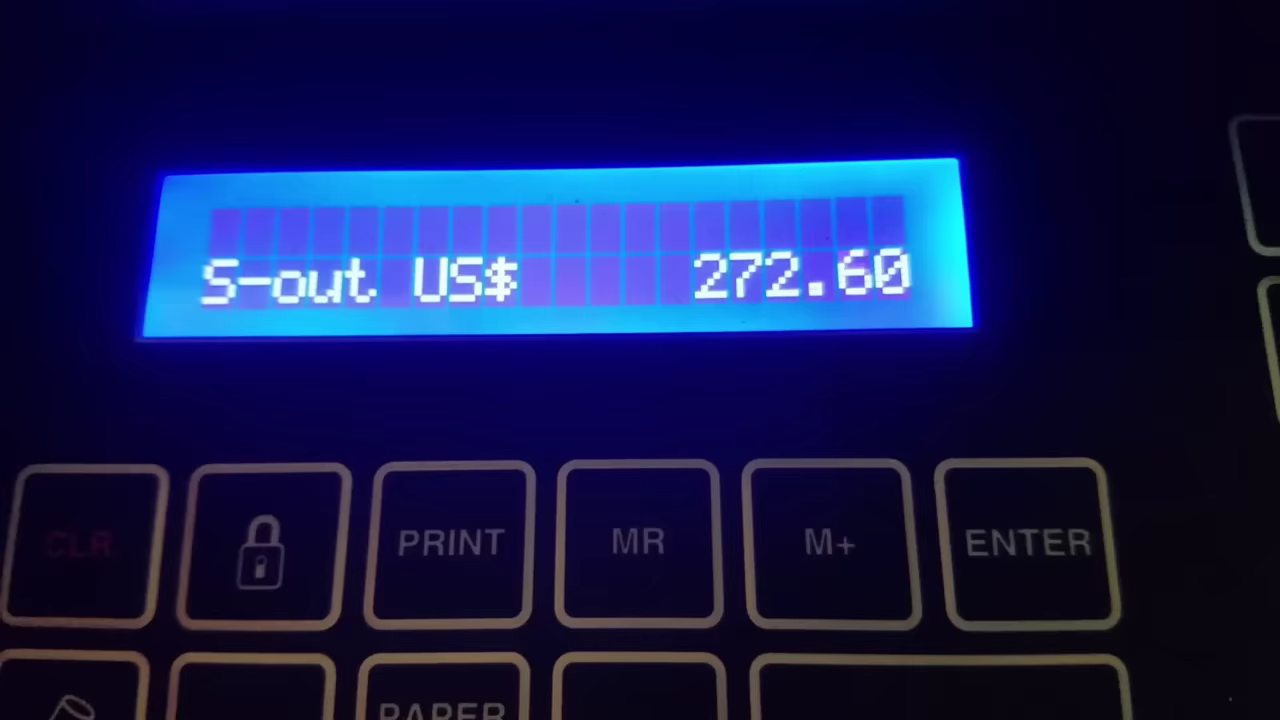 S-out US$ 272.60
CLR
PRINT
MR
M+
ENTER
PAPER